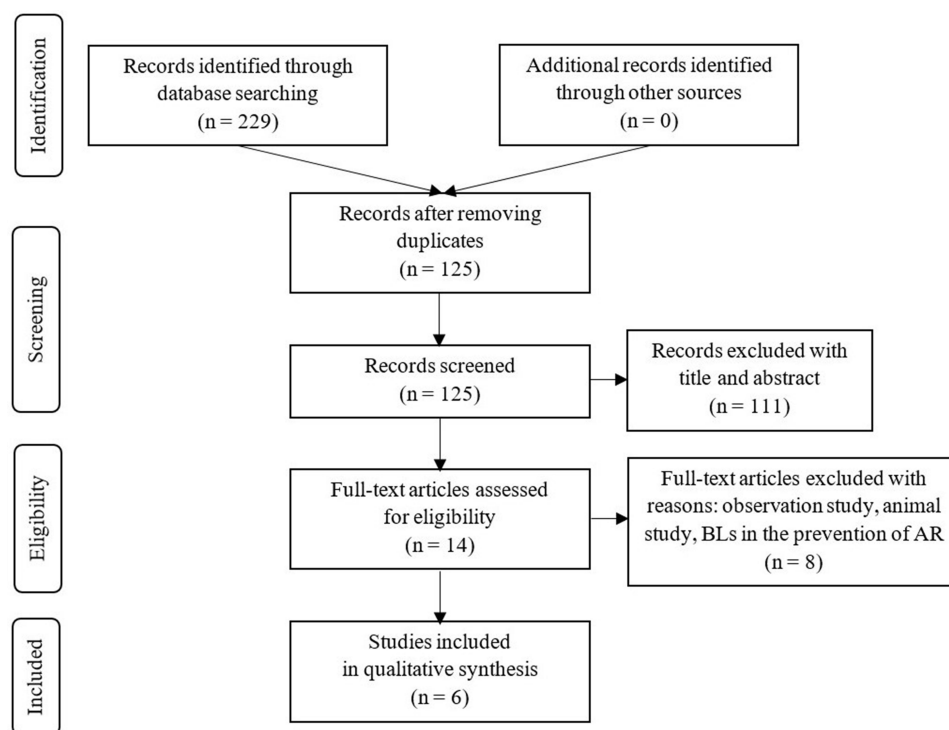 Identification
Records identified through
database searching
(n = 229)
Additional records identified
through other sources
(n = 0)
Screening
Records after removing
duplicates
(n = 125)
Records screened
(n = 125)
Records excluded with
title and abstract
(n = 111)
Eligibility
Full-text articles assessed
for eligibility
(n = 14)
Full-text articles excluded with
reasons: observation study, animal
study, BLs in the prevention of AR
(n = 8)
Included
Studies included
in qualitative synthesis
(n = 6)